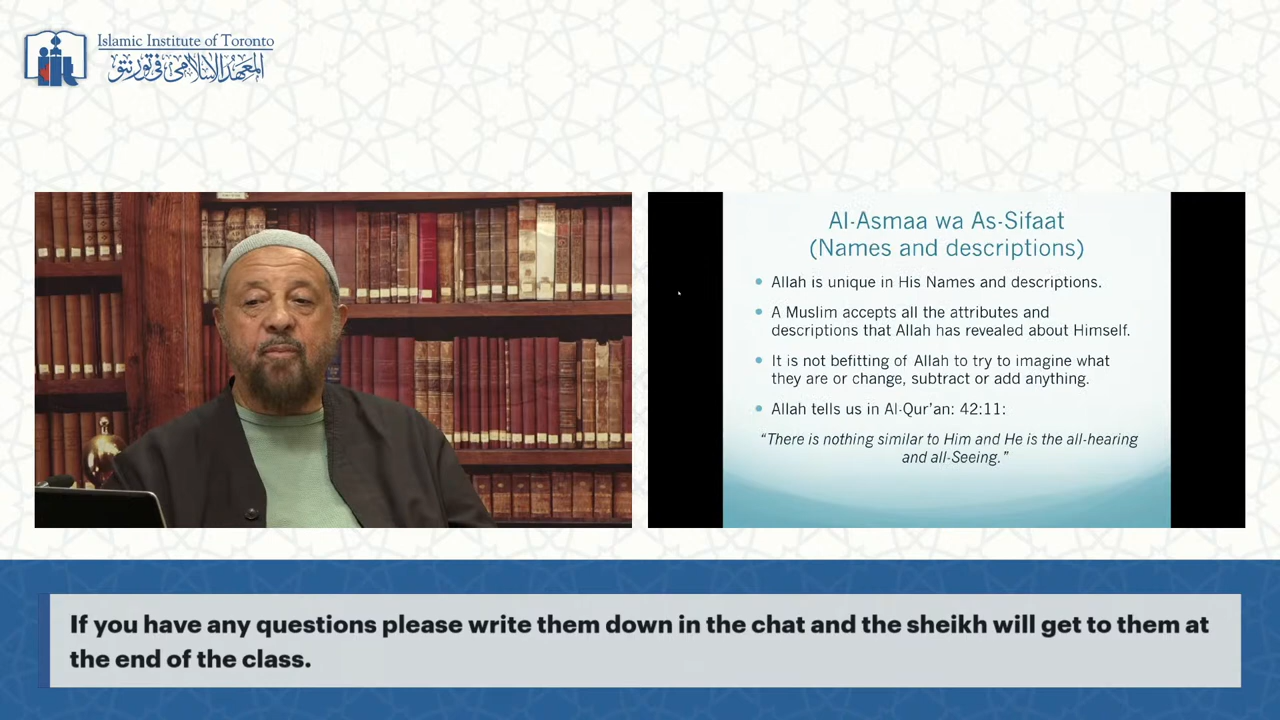 Islamic Institute of Toronto
المعهد الإسلامي في تورنتو
Al-Asmaa wa As-Sifaat
(Names and descriptions)
• Allah is unique in His Names and descriptions.
• A Muslim accepts all the attributes and
descriptions that Allah has revealed about Himself.
• It is not befitting of Allah to try to imagine what
they are or change, subtract or add anything.
• Allah tells us in Al-Qur’an: 42:11:
“There is nothing similar to Him and He is the all-hearing
and all-Seeing.”
If you have any questions please write them down in the chat and the sheikh will get to them at
the end of the class.